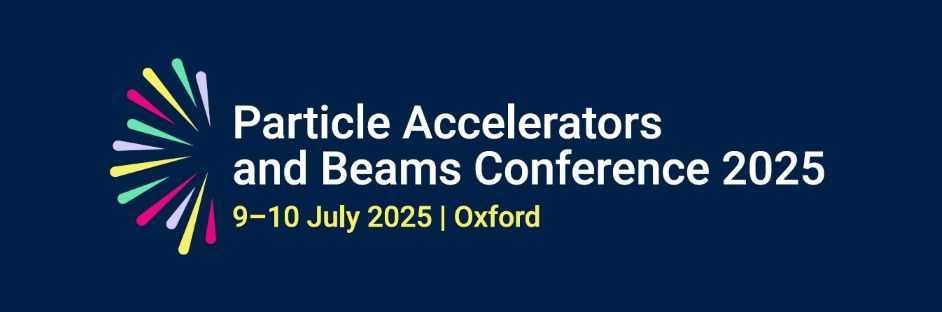 Particle Accelerators
and Beams Conference 2025
9–10 July 2025 | Oxford